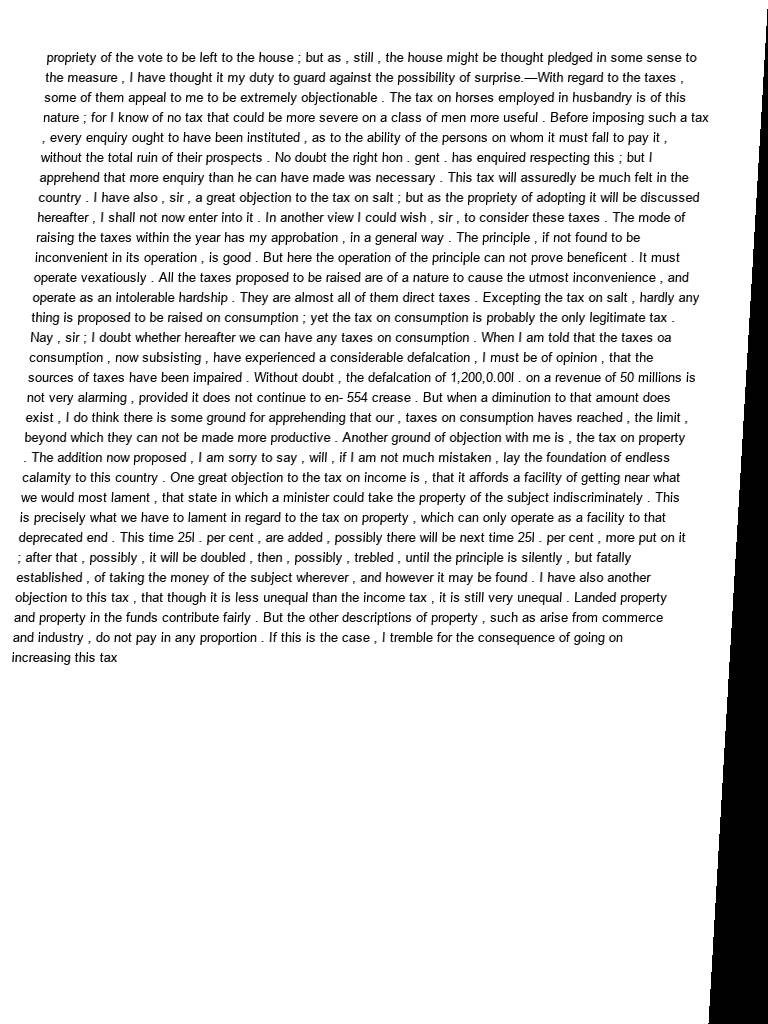 propriety of the vote to be left to the house ; but as , still , the house might be thought pledged in some sense to
the measure , I have thought it my duty to guard against the possibility of surprise.—With regard to the taxes ,
some of them appeal to me to be extremely objectionable . The tax on horses employed in husbandry is of this
nature ; for I know of no tax that could be more severe on a class of men more useful . Before imposing such a tax
, every enquiry ought to have been instituted , as to the ability of the persons on whom it must fall to pay it ,
without the total ruin of their prospects . No doubt the right hon . gent . has enquired respecting this ; but I
apprehend that more enquiry than he can have made was necessary . This tax will assuredly be much felt in the
country . I have also , sir , a great objection to the tax on salt ; but as the propriety of adopting it will be discussed
hereafter , I shall not now enter into it . In another view I could wish , sir , to consider these taxes . The mode of
raising the taxes within the year has my approbation , in a general way . The principle , if not found to be
inconvenient in its operation , is good . But here the operation of the principle can not prove beneficent . It must
operate vexatiously . All the taxes proposed to be raised are of a nature to cause the utmost inconvenience , and
operate as an intolerable hardship . They are almost all of them direct taxes . Excepting the tax on salt , hardly any
thing is proposed to be raised on consumption ; yet the tax on consumption is probably the only legitimate tax .
Nay , sir ; I doubt whether hereafter we can have any taxes on consumption . When I am told that the taxes oa
consumption , now subsisting , have experienced a considerable defalcation , I must be of opinion , that the
sources of taxes have been impaired . Without doubt , the defalcation of 1,200,0.00l . on a revenue of 50 millions is
not very alarming , provided it does not continue to en- 554 crease . But when a diminution to that amount does
exist , I do think there is some ground for apprehending that our , taxes on consumption haves reached , the limit ,
beyond which they can not be made more productive . Another ground of objection with me is , the tax on property
. The addition now proposed , I am sorry to say , will , if I am not much mistaken , lay the foundation of endless
calamity to this country . One great objection to the tax on income is , that it affords a facility of getting near what
we would most lament , that state in which a minister could take the property of the subject indiscriminately . This
is precisely what we have to lament in regard to the tax on property , which can only operate as a facility to that
deprecated end . This time 25l . per cent , are added , possibly there will be next time 25l . per cent , more put on it
; after that , possibly , it will be doubled , then , possibly , trebled , until the principle is silently , but fatally
established , of taking the money of the subject wherever , and however it may be found . I have also another
objection to this tax , that though it is less unequal than the income tax , it is still very unequal . Landed property
and property in the funds contribute fairly . But the other descriptions of property , such as arise from commerce
and industry , do not pay in any proportion . If this is the case , I tremble for the consequence of going on
increasing this tax